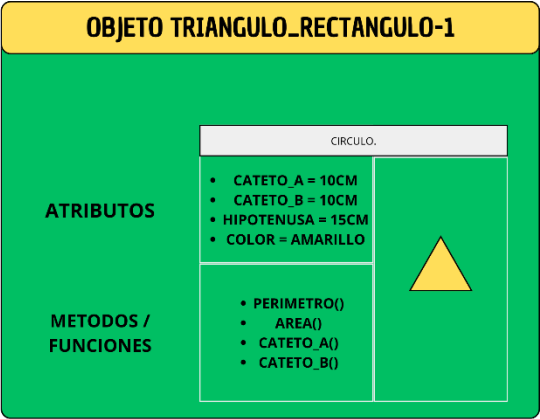 OBJETO TRIANGULO_RECTANGULO-1
CIRCULO.
ATRIBUTOS
• CATETO_A = 10CM
• CATETO_B = 10CM
• HIPOTENUSA = 15CM
• COLOR = AMARILLO
METODOS /
FUNCIONES
• PERIMETRO()
• AREA()
• CATETO_A()
• CATETO_B()